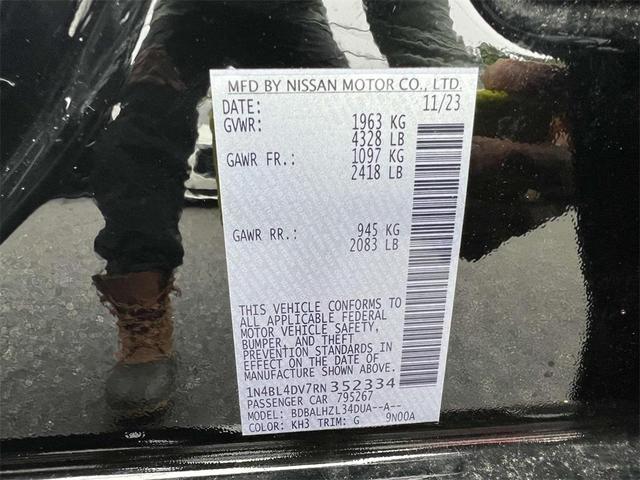 MFD BY NISSAN MOTOR CO., LTD.
DATE: 11/23
GVWR: 1963 KG
4328 LB
GAWR FR.: 1097 KG
2418 LB
GAWR RR.: 945 KG
2083 LB
THIS VEHICLE CONFORMS TO
ALL APPLICABLE FEDERAL
MOTOR VEHICLE SAFETY,
BUMPER, AND THEFT
PREVENTION STANDARDS IN
EFFECT ON THE DATE OF
MANUFACTURE SHOWN ABOVE.
1N4BL4DV7RN352334
PASSENGER CAR 795267
MODEL: BDBALHZL34DUA--A--
COLOR: KH3 TRIM: G 9N00A